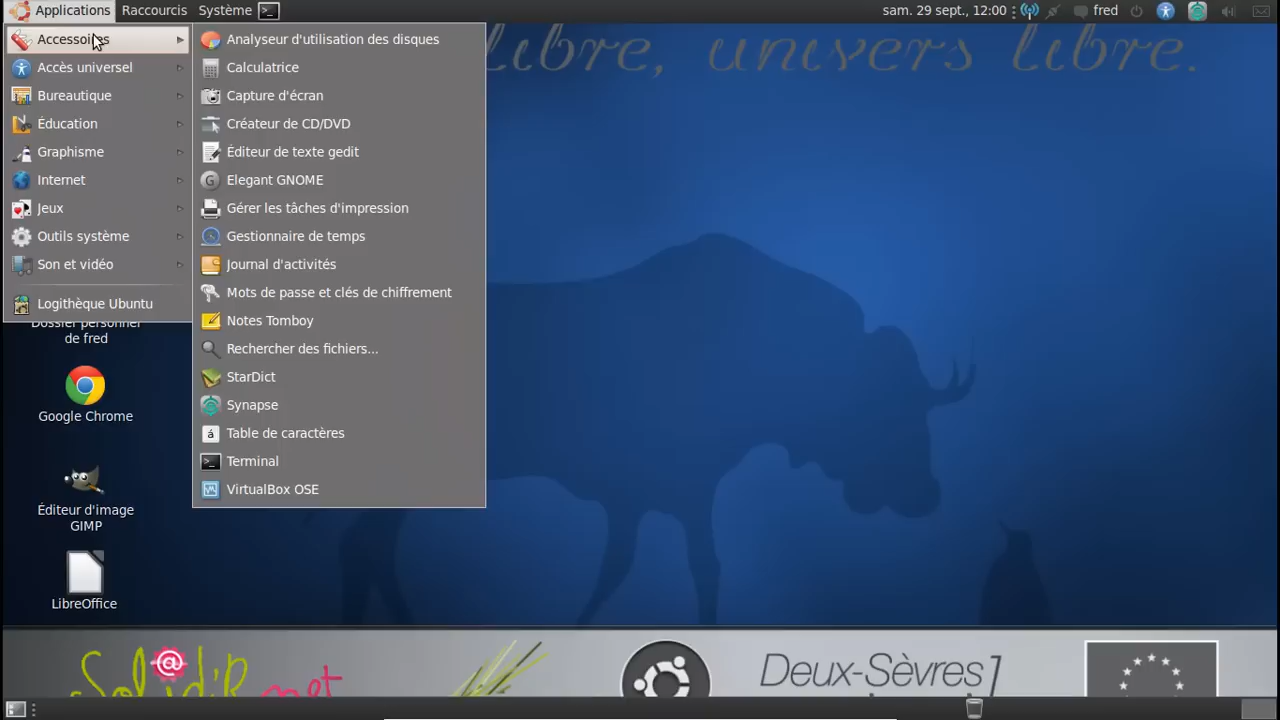 Applications Raccourcis Système sam. 29 sept., 12:00 fred
Accessoires
Accès universel
Bureautique
Éducation
Graphisme
Internet
Jeux
Outils système
Son et vidéo
Logithèque Ubuntu
Analyseur d'utilisation des disques
Calculatrice
Capture d'écran
Créateur de CD/DVD
Éditeur de texte gedit
Elegant GNOME
Gérer les tâches d'impression
Gestionnaire de temps
Journal d'activités
Mots de passe et clés de chiffrement
Notes Tomboy
Rechercher des fichiers...
StarDict
Synapse
Table de caractères
Terminal
VirtualBox OSE
libre, univers libre.
Dossier personnel
de fred
Google Chrome
Éditeur d'image
GIMP
LibreOffice
Solidair net
Deux-Sèvres